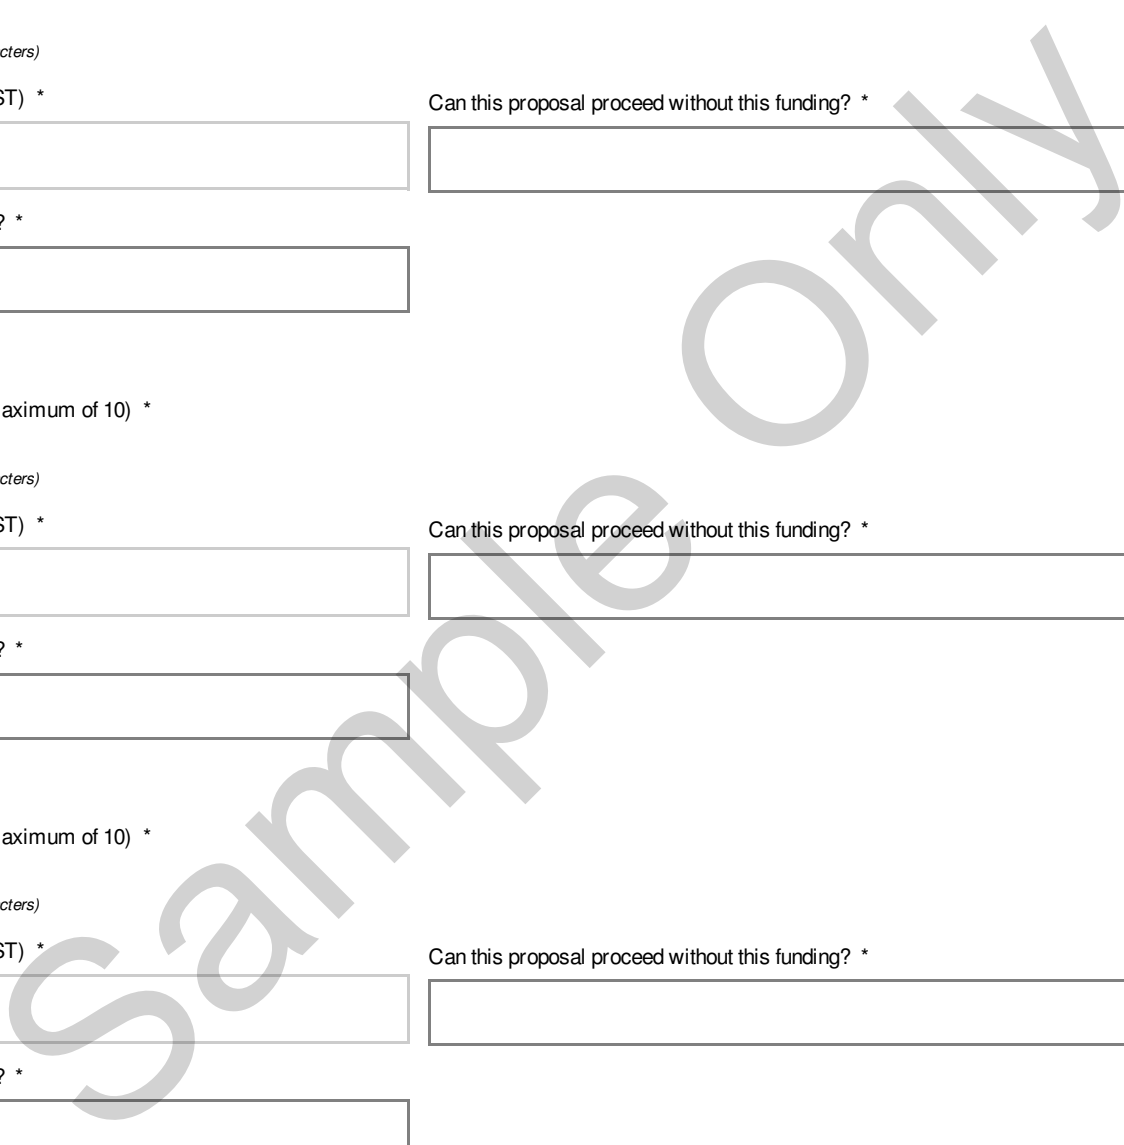 cters)
ST) *
Can this proposal proceed without this funding? *
? *
aximum of 10) *
cters)
ST) *
Can this proposal proceed without this funding? *
? *
aximum of 10) *
cters)
ST) *
Can this proposal proceed without this funding? *
? *
Sample Only